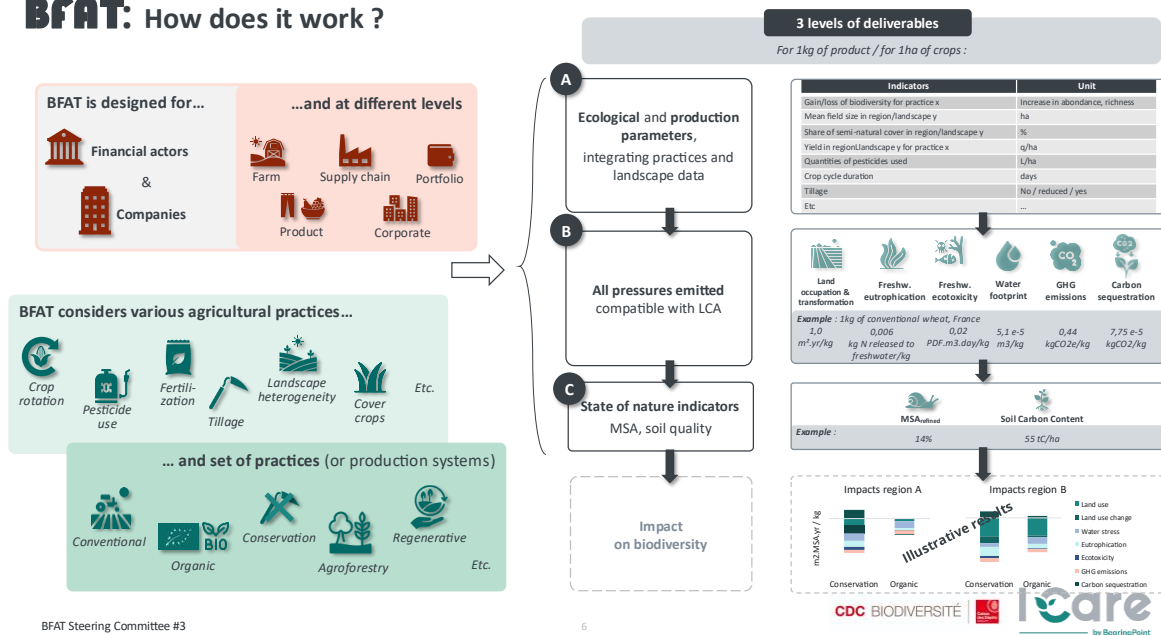 BFAT: How does it work ?
3 levels of deliverables
For 1kg of product / for 1ha of crops :
BFAT is designed for...
Financial actors
&
Companies
...and at different levels
Farm
Supply chain
Portfolio
Product
Corporate
BFAT considers various agricultural practices...
Crop
rotation
Pesticide
use
Fertili-
zation
Tillage
Landscape
heterogeneity
Cover
crops
Etc.
... and set of practices (or production systems)
Conventional
BIO
Organic
Conservation
Agroforestry
Regenerative
Etc.
A
Ecological and production
parameters,
integrating practices and
landscape data
B
All pressures emitted
compatible with LCA
C
State of nature indicators
MSA, soil quality
Impact
on biodiversity
Indicators Unit
Gain/loss of biodiversity for practice x Increase in abondance, richness
Mean field size in region/landscape y ha
Share of semi-natural cover in region/landscape y %
Yield in regionLlandscape y for practice x q/ha
Quantities of pesticides used L/ha
Crop cycle duration days
Tillage No / reduced / yes
Etc ...
CO2
CO2
Land
occupation &
transformation
Freshw.
eutrophication
Freshw.
ecotoxicity
Water
footprint
GHG
emissions
Carbon
sequestration
Example : 1kg of conventional wheat, France
1,0
m².yr/kg
0,006
kg N released to
freshwater/kg
0,02
PDF.m3.day/kg
5,1 e-5
m3/kg
0,44
kgCO2e/kg
7,75 e-5
kgCO2/kg
MSArefined
Soil Carbon Content
Example :
14%
55 tC/ha
Impacts region A
Impacts region B
m2.MSA.yr / kg
Illustrative results
Conservation Organic
Conservation Organic
Land use
Land use change
Water stress
Eutrophication
Ecotoxicity
GHG emissions
Carbon sequestration
BFAT Steering Committee #3
6
CDC BIODIVERSITÉ
I Care
by BearingPoint